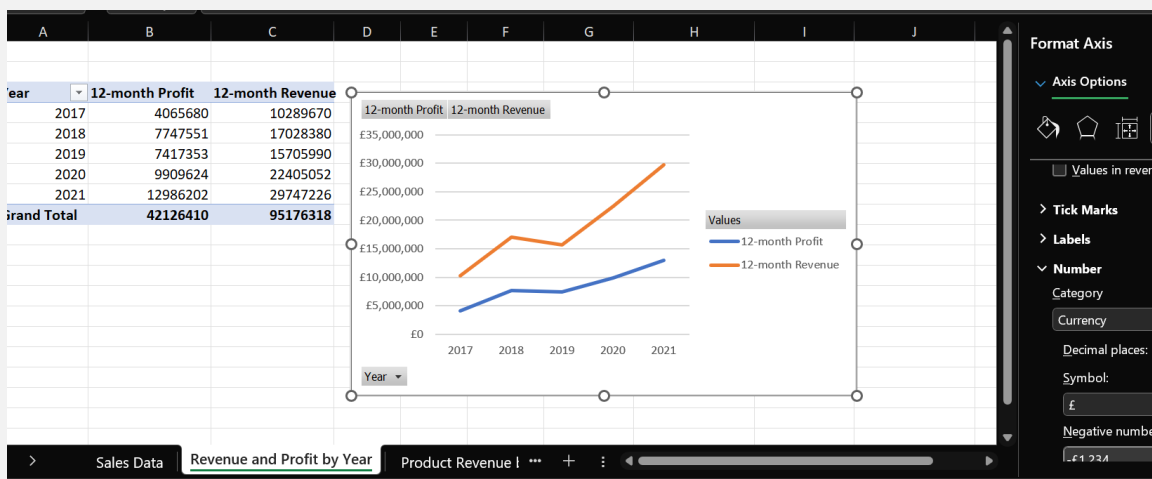 A B C D E F G H I J
ear 12-month Profit 12-month Revenue
2017 4065680 10289670
2018 7747551 17028380
2019 7417353 15705990
2020 9909624 22405052
2021 12986202 29747226
Grand Total 42126410 95176318
12-month Profit 12-month Revenue
£35,000,000
£30,000,000
£25,000,000
£20,000,000
£15,000,000
£10,000,000
£5,000,000
£0
2017 2018 2019 2020 2021
Values
12-month Profit
12-month Revenue
Year
Format Axis
Axis Options
Values in rever
Tick Marks
Labels
Number
Category
Currency
Decimal places:
Symbol:
£
Negative numbe
-£1,234
Sales Data Revenue and Profit by Year Product Revenue